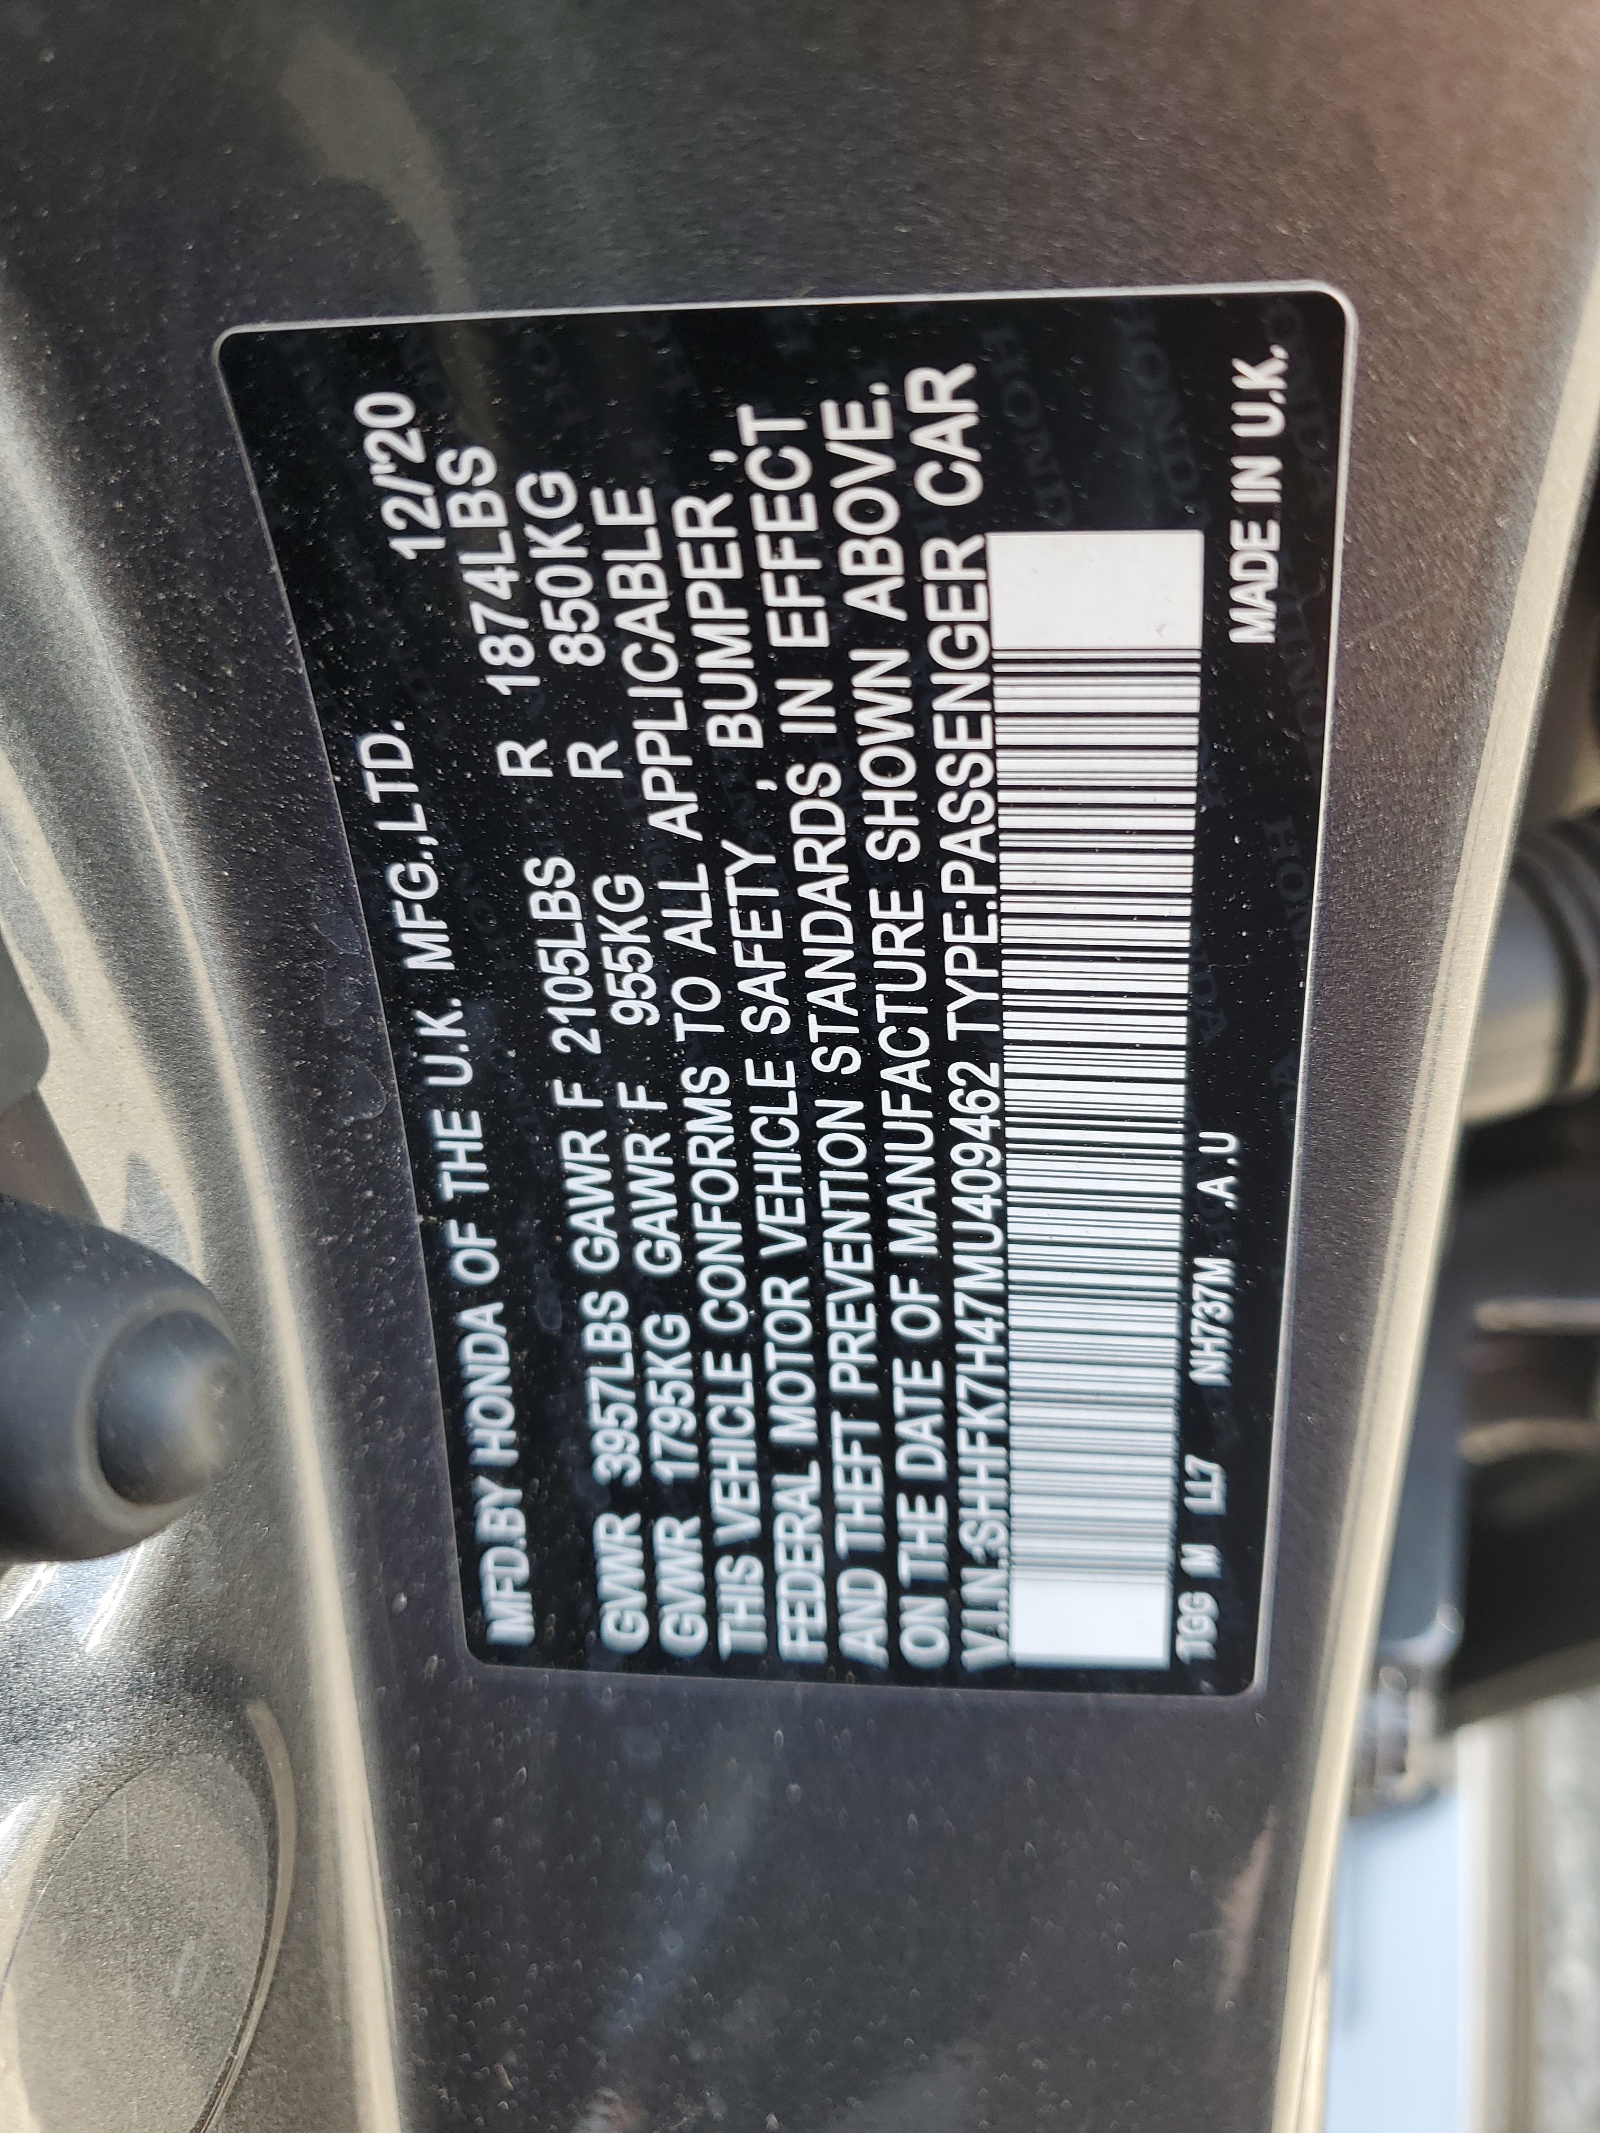 MFD.BY HONDA OF THE U.K. MFG.,LTD. 12/'20
GVWR 3957LBS GAWR F 2105LBS R 1874LBS
GVWR 1795KG GAWR F 955KG R 850KG
THIS VEHICLE CONFORMS TO ALL APPLICABLE
FEDERAL MOTOR VEHICLE SAFETY, BUMPER,
AND THEFT PREVENTION STANDARDS IN EFFECT
ON THE DATE OF MANUFACTURE SHOWN ABOVE.
V.I.N.:SHHFK7H47MU409462 TYPE:PASSENGER CAR
TGG M LL7 NH737M .A.U MADE IN U.K.